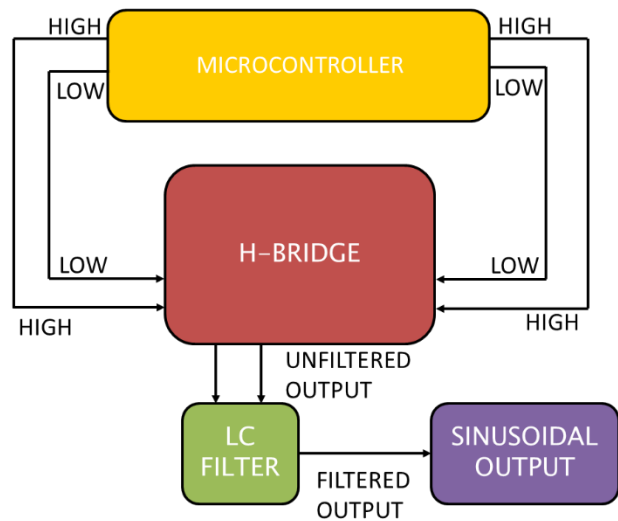 HIGH
HIGH
MICROCONTROLLER
LOW
LOW
H-BRIDGE
LOW
LOW
HIGH
HIGH
UNFILTERED
OUTPUT
LC
FILTER
SINUSOIDAL
OUTPUT
FILTERED
OUTPUT